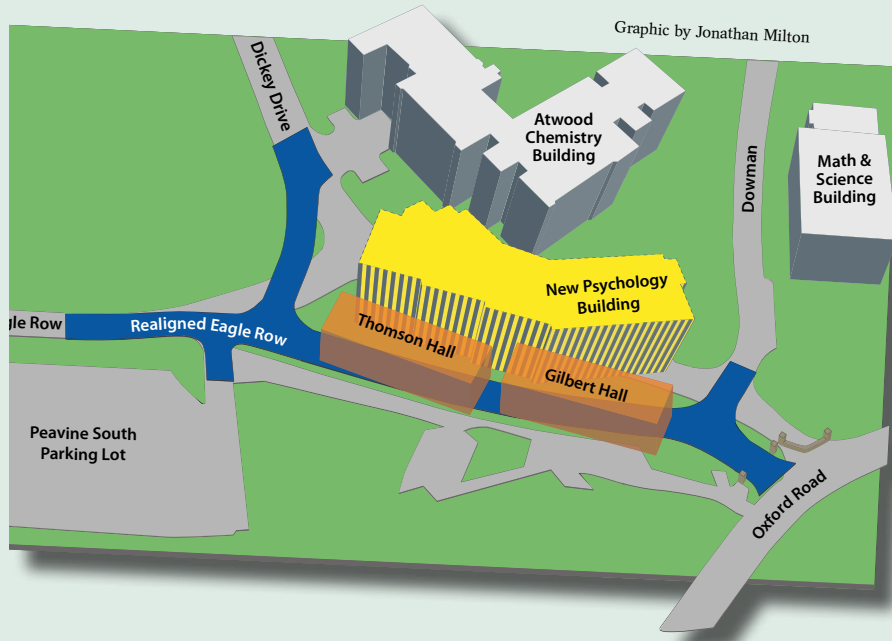 Graphic by Jonathan Milton
Dickey Drive
Atwood
Chemistry
Building
Dowman
Math &
Science
Building
New Psychology
Building
gle Row
Realigned Eagle Row
Thomson Hall
Gilbert Hall
Peavine South
Parking Lot
Oxford Road